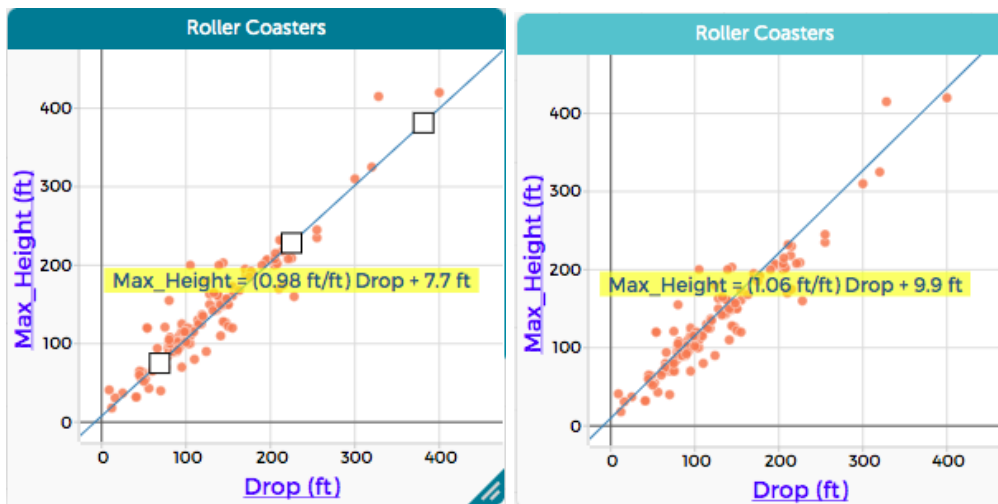 Roller Coasters
Max_Height (ft)
400
300
200
100
0
Max_Height = (0.98 ft/ft) Drop + 7.7 ft
0 100 200 300 400
Drop (ft)
Roller Coasters
Max_Height (ft)
400
300
200
100
0
Max_Height = (1.06 ft/ft) Drop + 9.9 ft
0 100 200 300 400
Drop (ft)